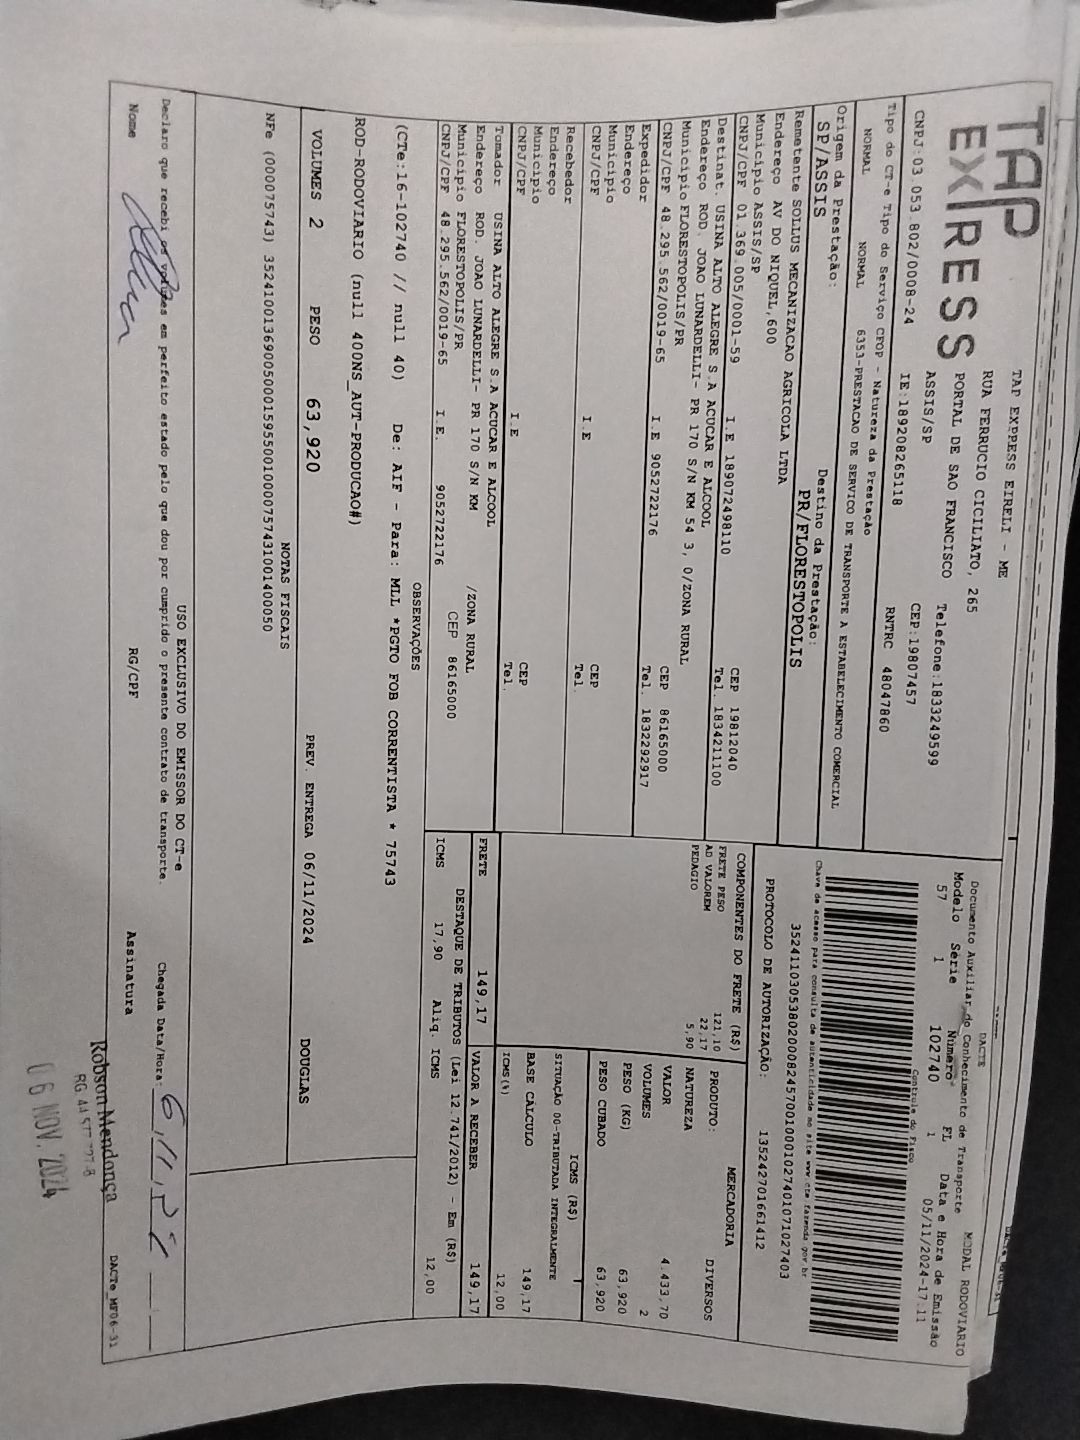 TAP
EXPRESS
TAP EXPPESS EIRELI - ME
RUA FERRUCIO CICILIATO, 265
PORTAL DE SAO FRANCISCO Telefone:1833249599
ASSIS/SP CEP:19807457
CNPJ:03.053.802/0008-24 IE:189208265118 RNTRC 48047860
Tipo do CT-e Tipo do Serviço CFOP - Natureza da Prestação
NORMAL NORMAL 6353-PRESTACAO DE SERVICO DE TRANSPORTE A ESTABELECIMENTO COMERCIAL
Origem da Prestação: Destino da Prestação:
SP/ASSIS PR/FLORESTOPOLIS
DACTE MODAL RODOVIARIO
Documento Auxiliar do Conhecimento de Transporte
Modelo Série Número FL Data e Hora de Emissão
57 1 102740 1 05/11/2024-17:11
Controle do Fisco
Chave de acesso para consulta de autenticidade no site www.cte.fazenda.gov.br
35241103053802000824570010001027401071027403
PROTOCOLO DE AUTORIZAÇÃO: 135242701661412
Remetente SOLLUS MECANIZACAO AGRICOLA LTDA
Endereço AV DO NIQUEL,600
Município ASSIS/SP CEP 19812040
CNPJ/CPF 01.369.005/0001-59 I.E 189072498110 Tel. 1834211100
Destinat. USINA ALTO ALEGRE S.A ACUCAR E ALCOOL
Endereço ROD. JOAO LUNARDELLI- PR 170 S/N KM 54 3, 0/ZONA RURAL
Município FLORESTOPOLIS/PR CEP 86165000
CNPJ/CPF 48.295.562/0019-65 I.E 9052722176 Tel. 1832292917
Expedidor
Endereço
Município CEP
CNPJ/CPF I.E Tel.
Recebedor
Endereço
Município CEP
CNPJ/CPF I.E Tel.
Tomador USINA ALTO ALEGRE S.A ACUCAR E ALCOOL
Endereço ROD. JOAO LUNARDELLI- PR 170 S/N KM /ZONA RURAL
Município FLORESTOPOLIS/PR CEP 86165000
CNPJ/CPF 48.295.562/0019-65 I.E. 9052722176
COMPONENTES DO FRETE (R$)
FRETE PESO 121,10
AD VALOREM 22,17
PEDAGIO 5,90
MERCADORIA
PRODUTO: DIVERSOS
NATUREZA
VALOR 4.433,70
VOLUMES 2
PESO (KG) 63,920
PESO CUBADO 63,920
ICMS (R$)
SITUAÇÃO 00-TRIBUTADA INTEGRALMENTE
BASE CÁLCULO 149,17
ICMS(%) 12,00
FRETE 149,17 VALOR A RECEBER 149,17
DESTAQUE DE TRIBUTOS (Lei 12.741/2012) - Em (R$)
ICMS 17,90 Aliq. ICMS 12,00
OBSERVAÇÕES
(CTe:16-102740 // null 40) De: AIF - Para: MLL *PGTO FOB CORRENTISTA * 75743
ROD-RODOVIARIO (null 400NS_AUT-PRODUCAO#)
VOLUMES 2 PESO 63,920 PREV. ENTREGA 06/11/2024 DOUGLAS
NOTAS FISCAIS
NFe (000075743) 35241001369005000159550010000757431001400050
USO EXCLUSIVO DO EMISSOR DO CT-e
Declaro que recebi os volumes em perfeito estado pelo que dou por cumprido o presente contrato de transporte. Chegada Data/Hora: 6/11/24
Nome RG/CPF Assinatura
DACTe_MF06-31
Robson Mendonça
06 NOV. 2024